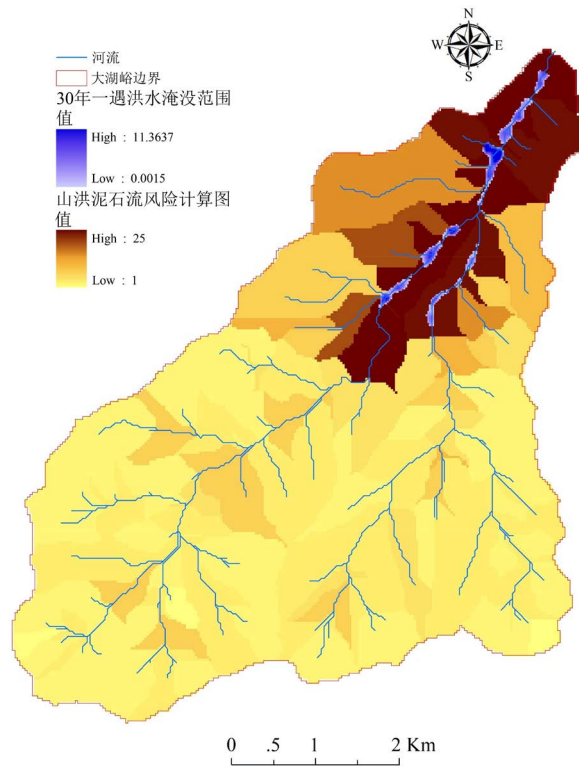 N
W E
S
河流
大湖峪边界
30年一遇洪水淹没范围
值
High : 11.3637
Low : 0.0015
山洪泥石流风险计算图
值
High : 25
Low : 1
0 .5 1 2 Km